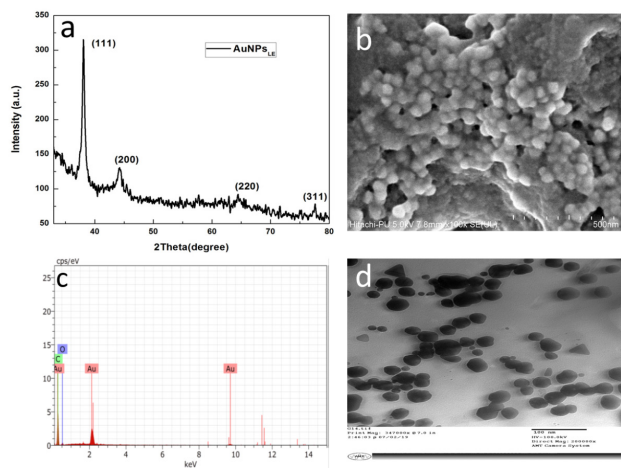 a
AuNPsLE
(111)
(200)
(220)
(311)
350
300
250
200
150
100
50
Intensity (a.u.)
40
50
60
70
80
2Theta(degree)
b
500nm
cps/eV
c
25
20
15
10
5
0
O
C
Au
Au
Au
2
4
6
8
10
12
14
keV
d
100 nm
AMT Camera System